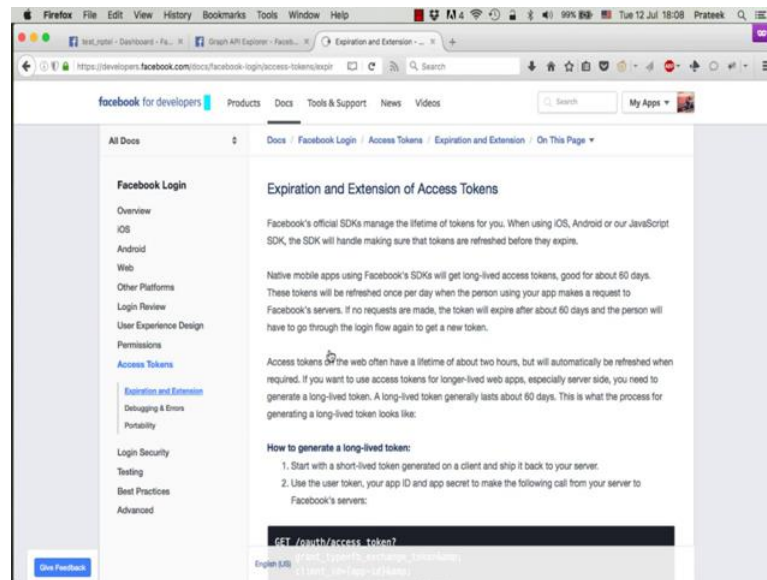 Firefox File Edit View History Bookmarks Tools Window Help 99% Tue 12 Jul 18:08 Prateek
test_nptel - Dashboard - Fa... Graph API Explorer - Faceb... Expiration and Extension - ...
https://developers.facebook.com/docs/facebook-login/access-tokens/expir Search
facebook for developers Products Docs Tools & Support News Videos Search My Apps
All Docs Docs / Facebook Login / Access Tokens / Expiration and Extension / On This Page
Facebook Login
Overview
iOS
Android
Web
Other Platforms
Login Review
User Experience Design
Permissions
Access Tokens
Expiration and Extension
Debugging & Errors
Portability
Login Security
Testing
Best Practices
Advanced
Expiration and Extension of Access Tokens
Facebook's official SDKs manage the lifetime of tokens for you. When using iOS, Android or our JavaScript
SDK, the SDK will handle making sure that tokens are refreshed before they expire.
Native mobile apps using Facebook's SDKs will get long-lived access tokens, good for about 60 days.
These tokens will be refreshed once per day when the person using your app makes a request to
Facebook's servers. If no requests are made, the token will expire after about 60 days and the person will
have to go through the login flow again to get a new token.
Access tokens on the web often have a lifetime of about two hours, but will automatically be refreshed when
required. If you want to use access tokens for longer-lived web apps, especially server side, you need to
generate a long-lived token. A long-lived token generally lasts about 60 days. This is what the process for
generating a long-lived token looks like:
How to generate a long-lived token:
1. Start with a short-lived token generated on a client and ship it back to your server.
2. Use the user token, your app ID and app secret to make the following call from your server to
Facebook's servers:
GET /oauth/access_token?
grant_type=fb_exchange_token&amp;
client_id={app-id}&amp;
Give Feedback English (US)